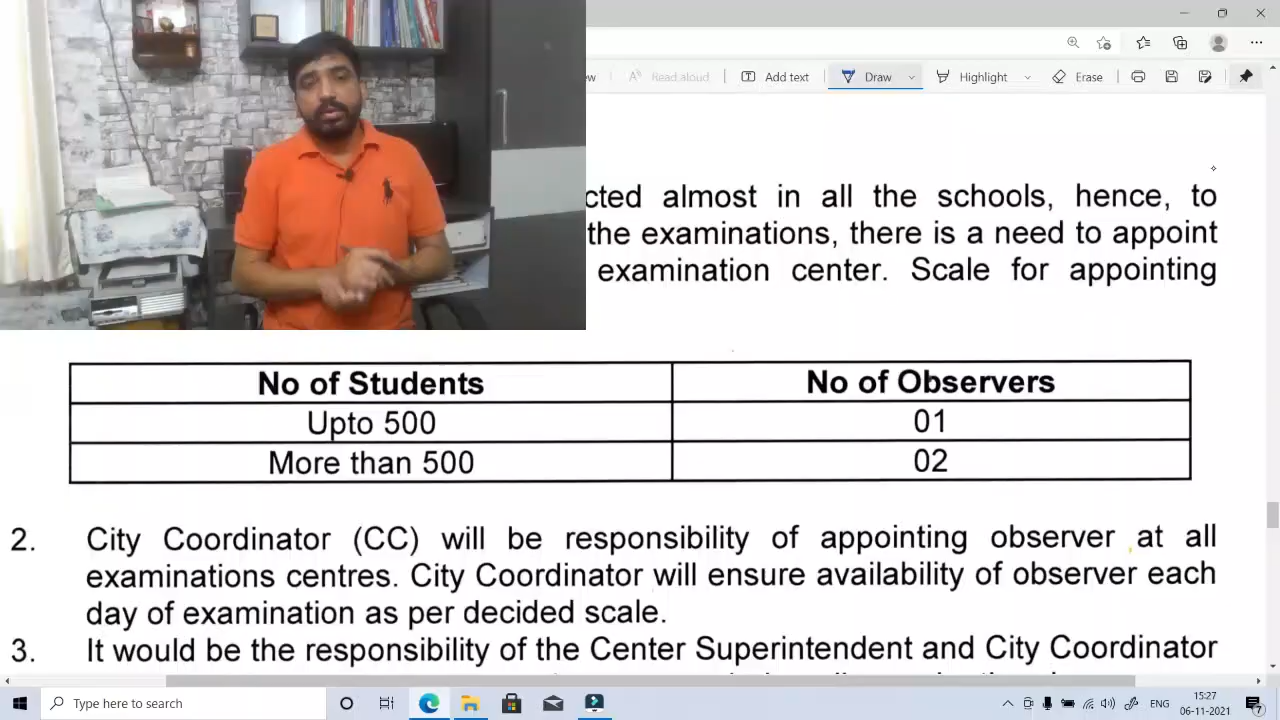 Read aloud
Add text
Draw
Highlight
Erase
cted almost in all the schools, hence, to
the examinations, there is a need to appoint
examination center. Scale for appointing
No of Students No of Observers
Upto 500 01
More than 500 02
2. City Coordinator (CC) will be responsibility of appointing observer at all
examinations centres. City Coordinator will ensure availability of observer each
day of examination as per decided scale.
3. It would be the responsibility of the Center Superintendent and City Coordinator
Type here to search
ENG
15:27
06-11-2021
7